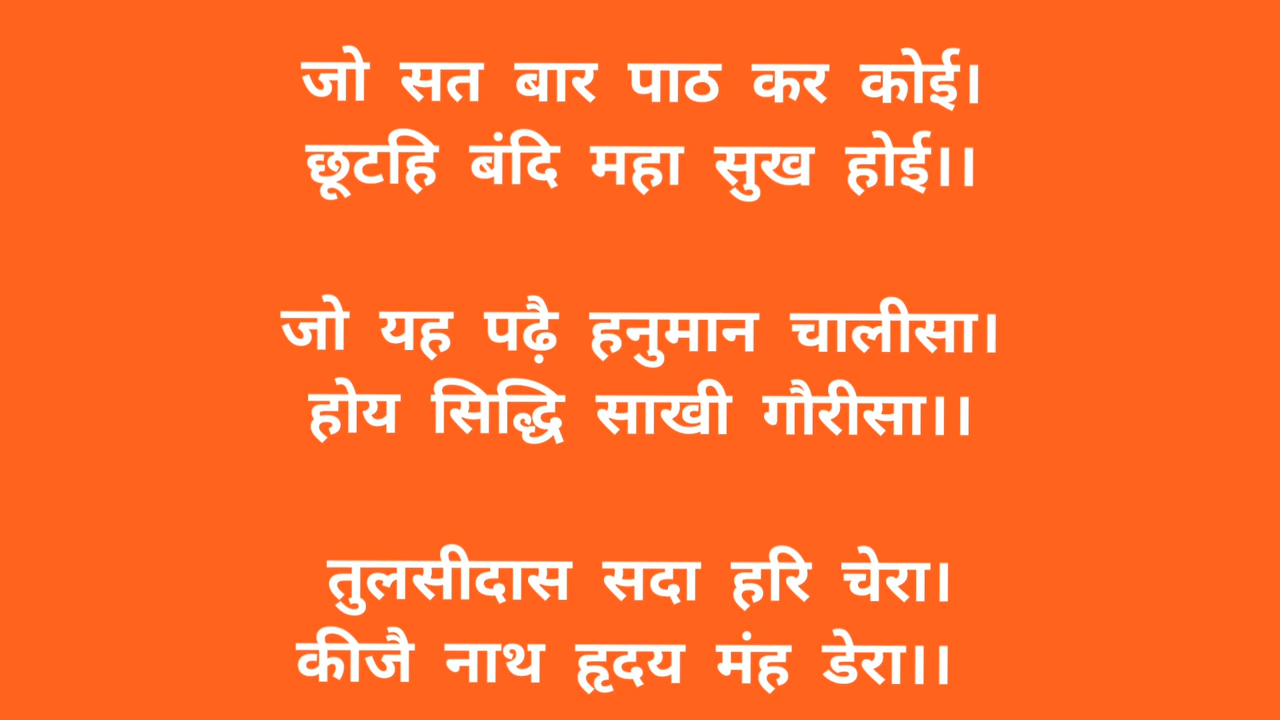 जो सत बार पाठ कर कोई।
छूटहि बंदि महा सुख होई।।
जो यह पढ़ै हनुमान चालीसा।
होय सिद्धि साखी गौरीसा।।
तुलसीदास सदा हरि चेरा।
कीजै नाथ हृदय मंह डेरा।।